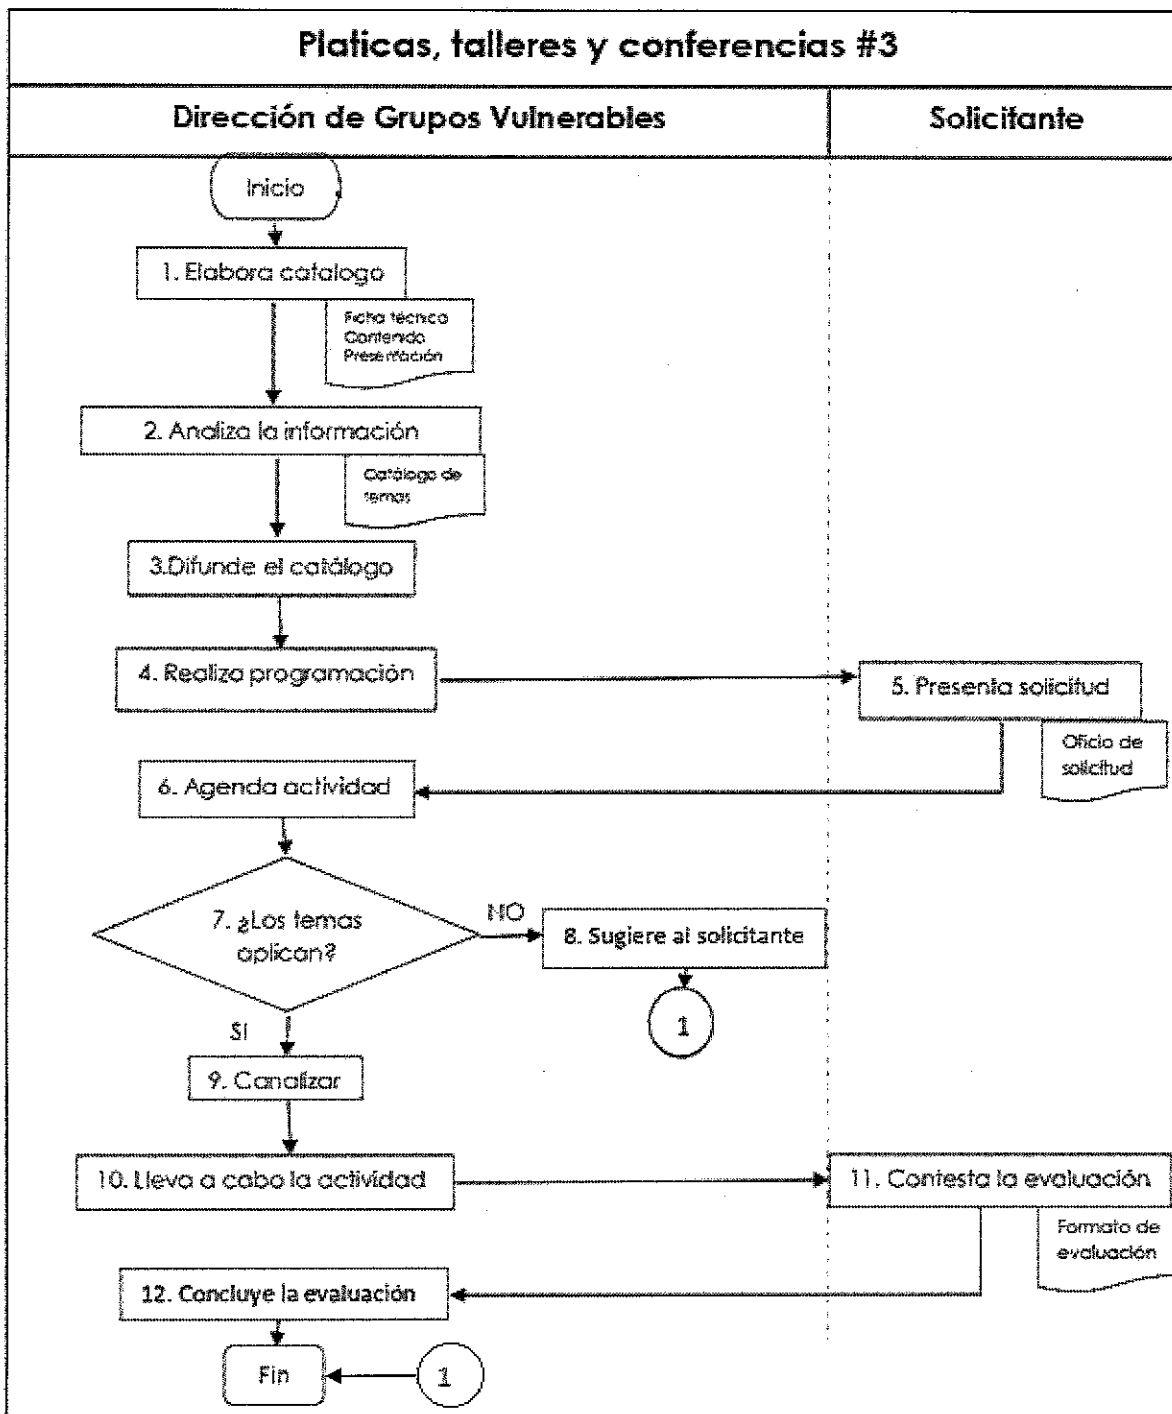 Platicas, talleres y conferencias #3
Dirección de Grupos Vulnerables
Solicitante
Inicio
1. Elabora catalogo
Ficha técnica
Contenido
Presentación
2. Analiza la información
Catálogo de
temas
3.Difunde el catálogo
4. Realiza programación
5. Presenta solicitud
Oficio de
solicitud
6. Agenda actividad
7. ¿Los temas
aplican?
NO
8. Sugiere al solicitante
1
SI
9. Canalizar
10. Lleva a cabo la actividad
11. Contesta la evaluación
Formato de
evaluación
12. Concluye la evaluación
Fin
1